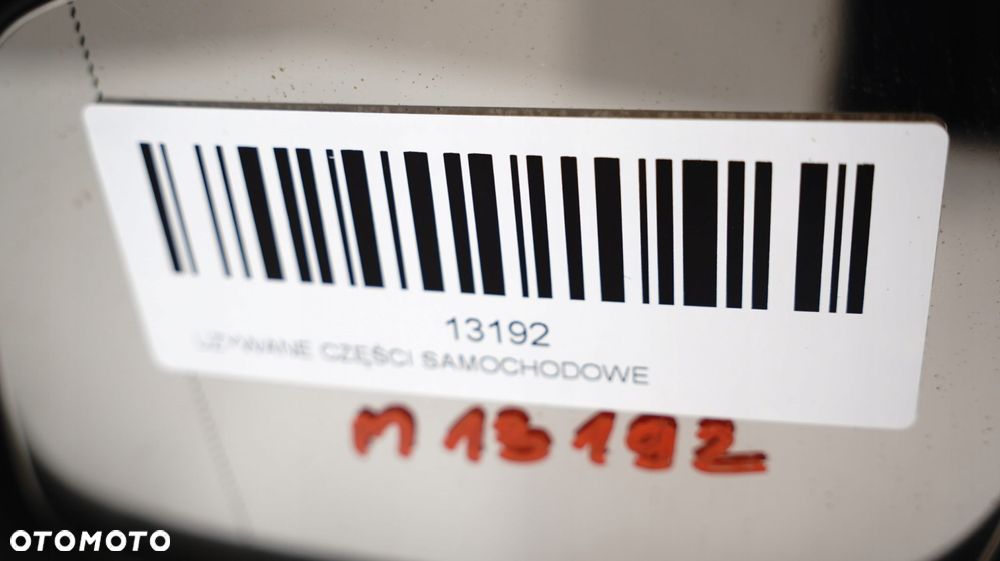 13192
UŻYWANE CZĘŚCI SAMOCHODOWE
M 13192
OTOMOTO